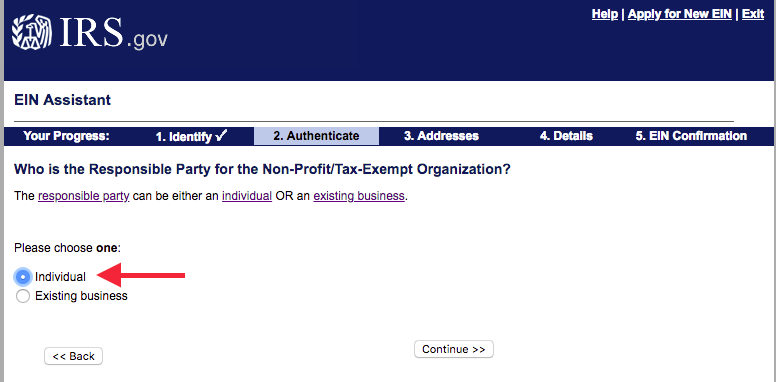 Help | Apply for New EIN | Exit
IRS.gov
EIN Assistant
Your Progress: 1. Identify ✓ 2. Authenticate 3. Addresses 4. Details 5. EIN Confirmation
Who is the Responsible Party for the Non-Profit/Tax-Exempt Organization?
The responsible party can be either an individual OR an existing business.
Please choose one:
Individual
Existing business
<< Back
Continue >>